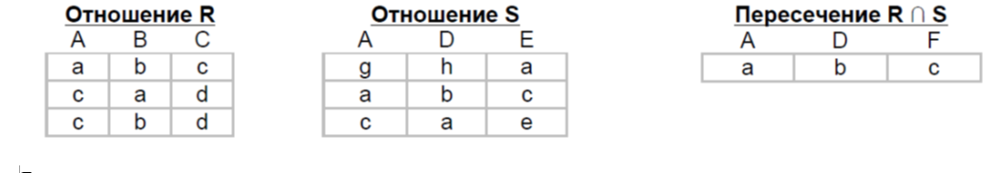 Отношение R Отношение S Пересечение R ∩ S
A B C A D E A D F
a b c g h a a b c
c a d a b c
c b d c a e